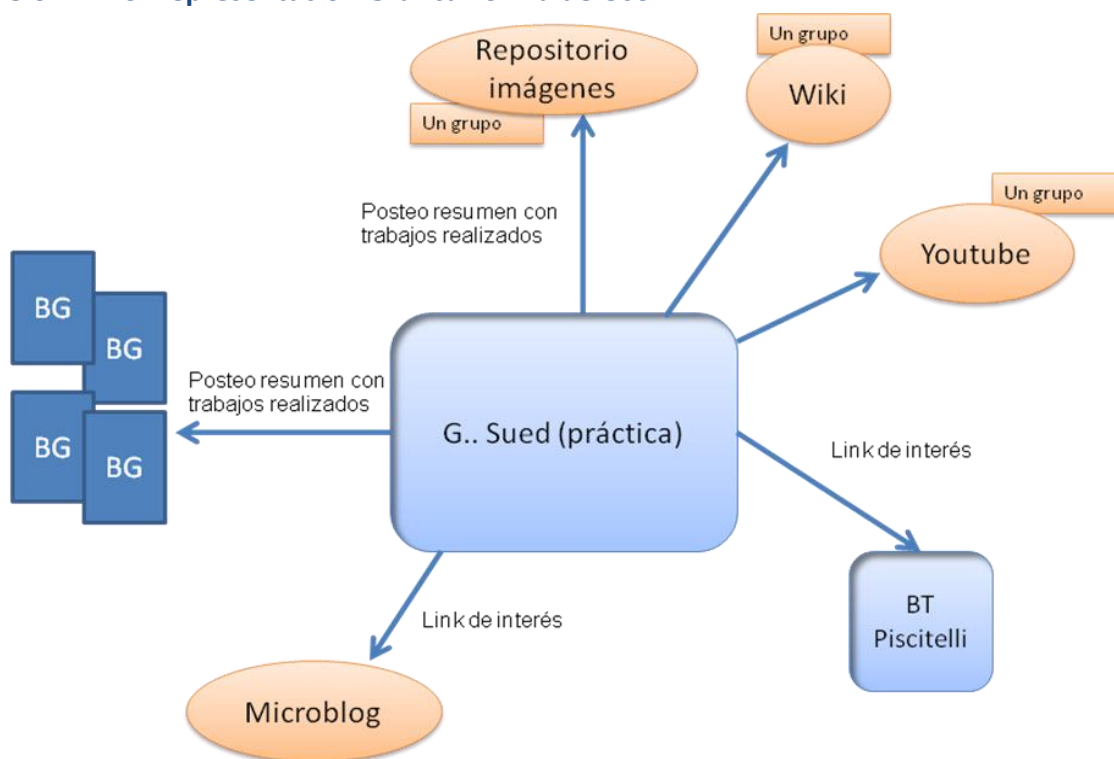 Un grupo
Repositorio
imágenes
Wiki
Un grupo
Un grupo
Youtube
Posteo resumen con
trabajos realizados
BG
BG
BG
BG
Posteo resumen con
trabajos realizados
G.. Sued (práctica)
Link de interés
BT
Piscitelli
Link de interés
Microblog